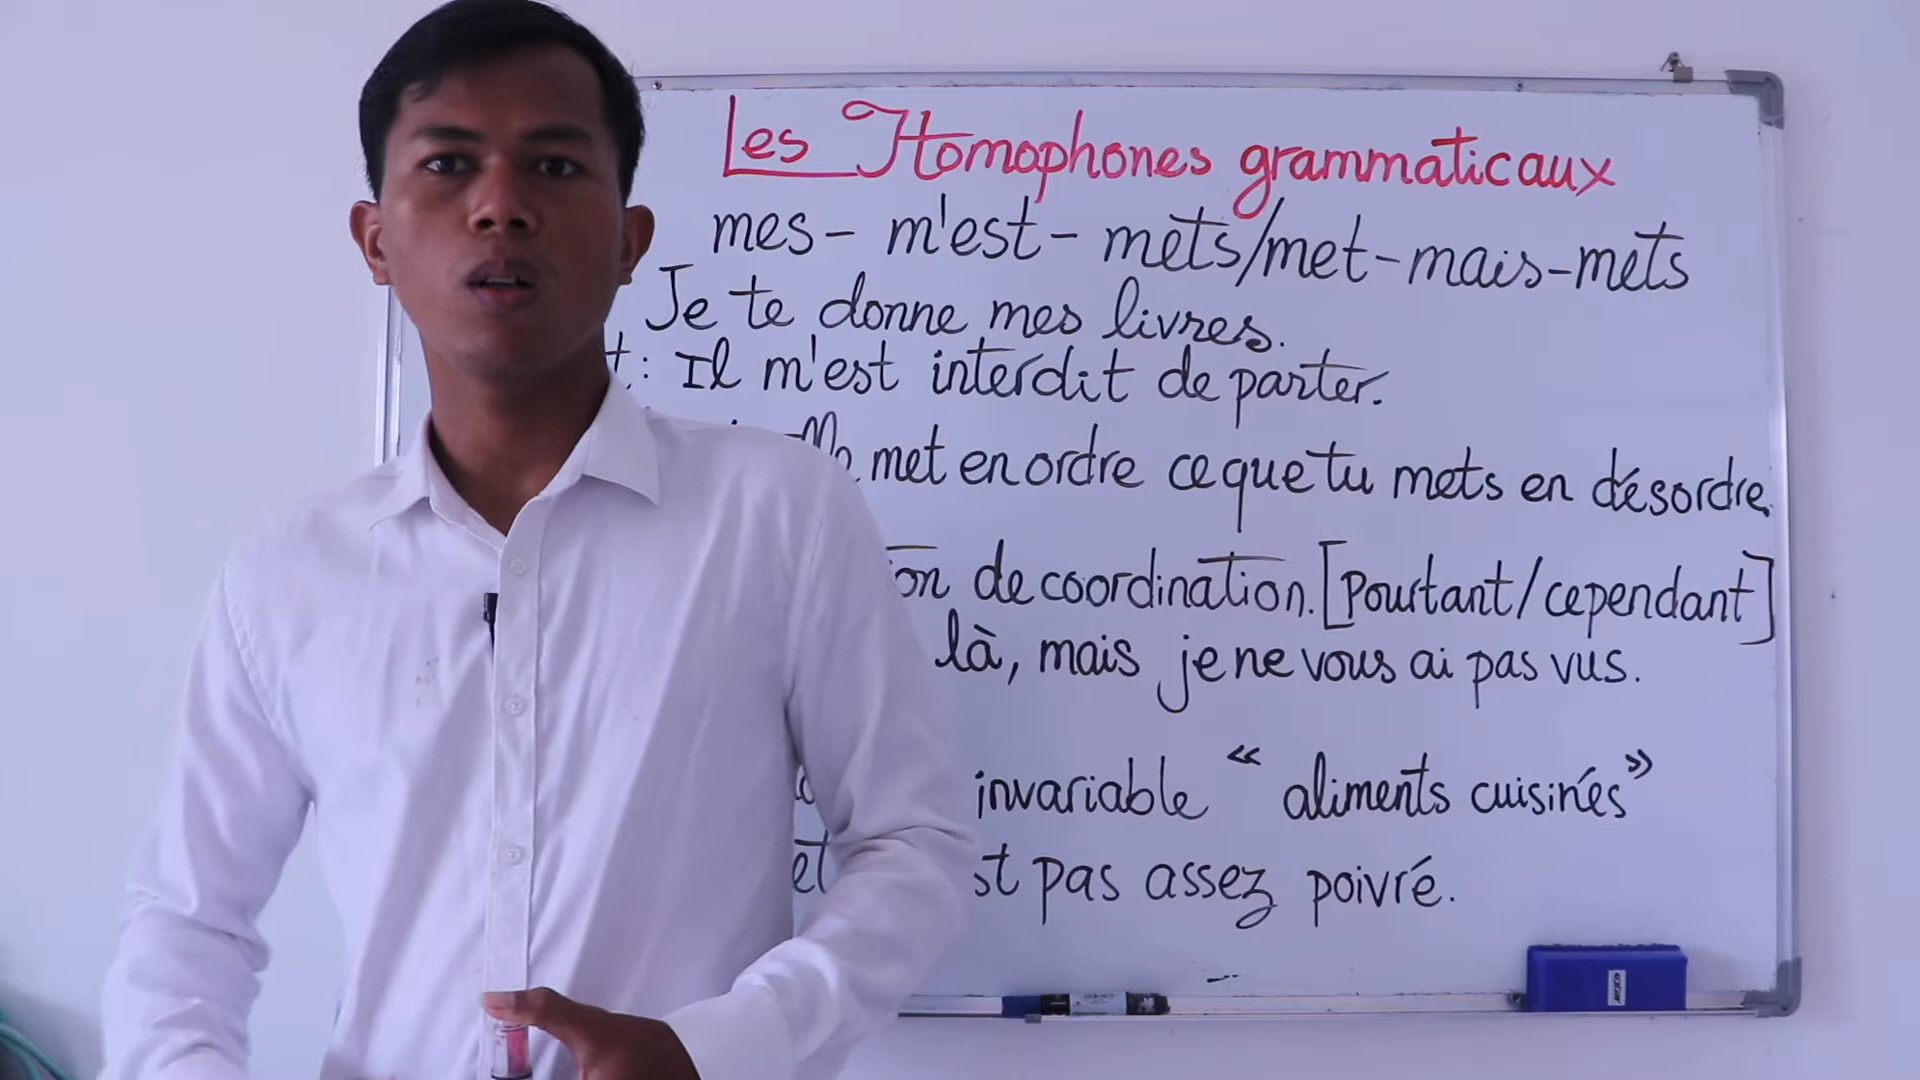 Les Homophones grammaticaux
mes - m'est - mets/met - mais - mets
Je te donne mes livres.
: Il m'est interdit de parter.
met en ordre ce que tu mets en désordre.
de coordination. [Pourtant/cependant]
là, mais je ne vous ai pas vus.
invariable « aliments cuisinés »
pas assez poivré.